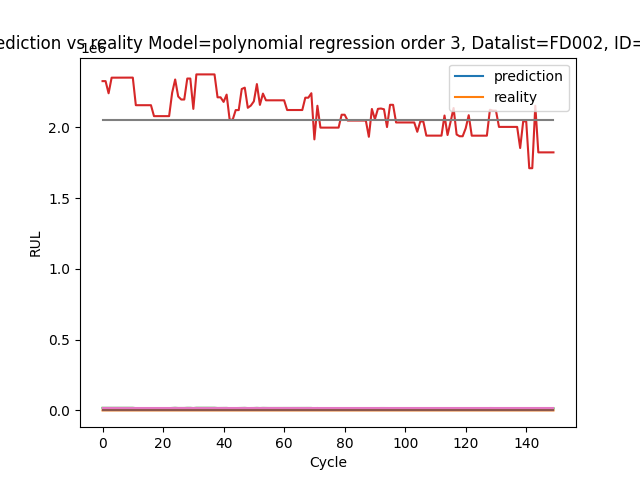 ediction vs reality Model=polynomial regression order 3, Datalist=FD002, ID=
1e6
prediction
reality
2.0
1.5
1.0
0.5
0.0
RUL
0 20 40 60 80 100 120 140
Cycle